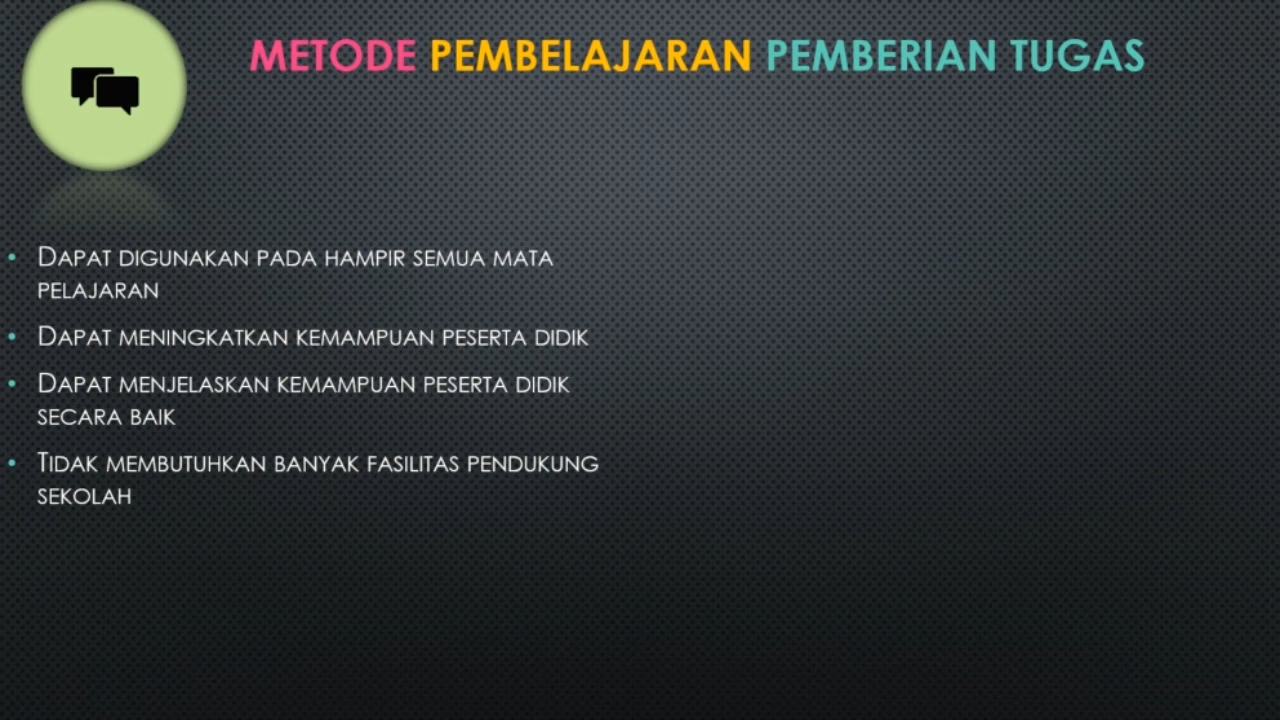 METODE PEMBELAJARAN PEMBERIAN TUGAS
• Dapat digunakan pada hampir semua mata
pelajaran
• Dapat meningkatkan kemampuan peserta didik
• Dapat menjelaskan kemampuan peserta didik
secara baik
• Tidak membutuhkan banyak fasilitas pendukung
sekolah